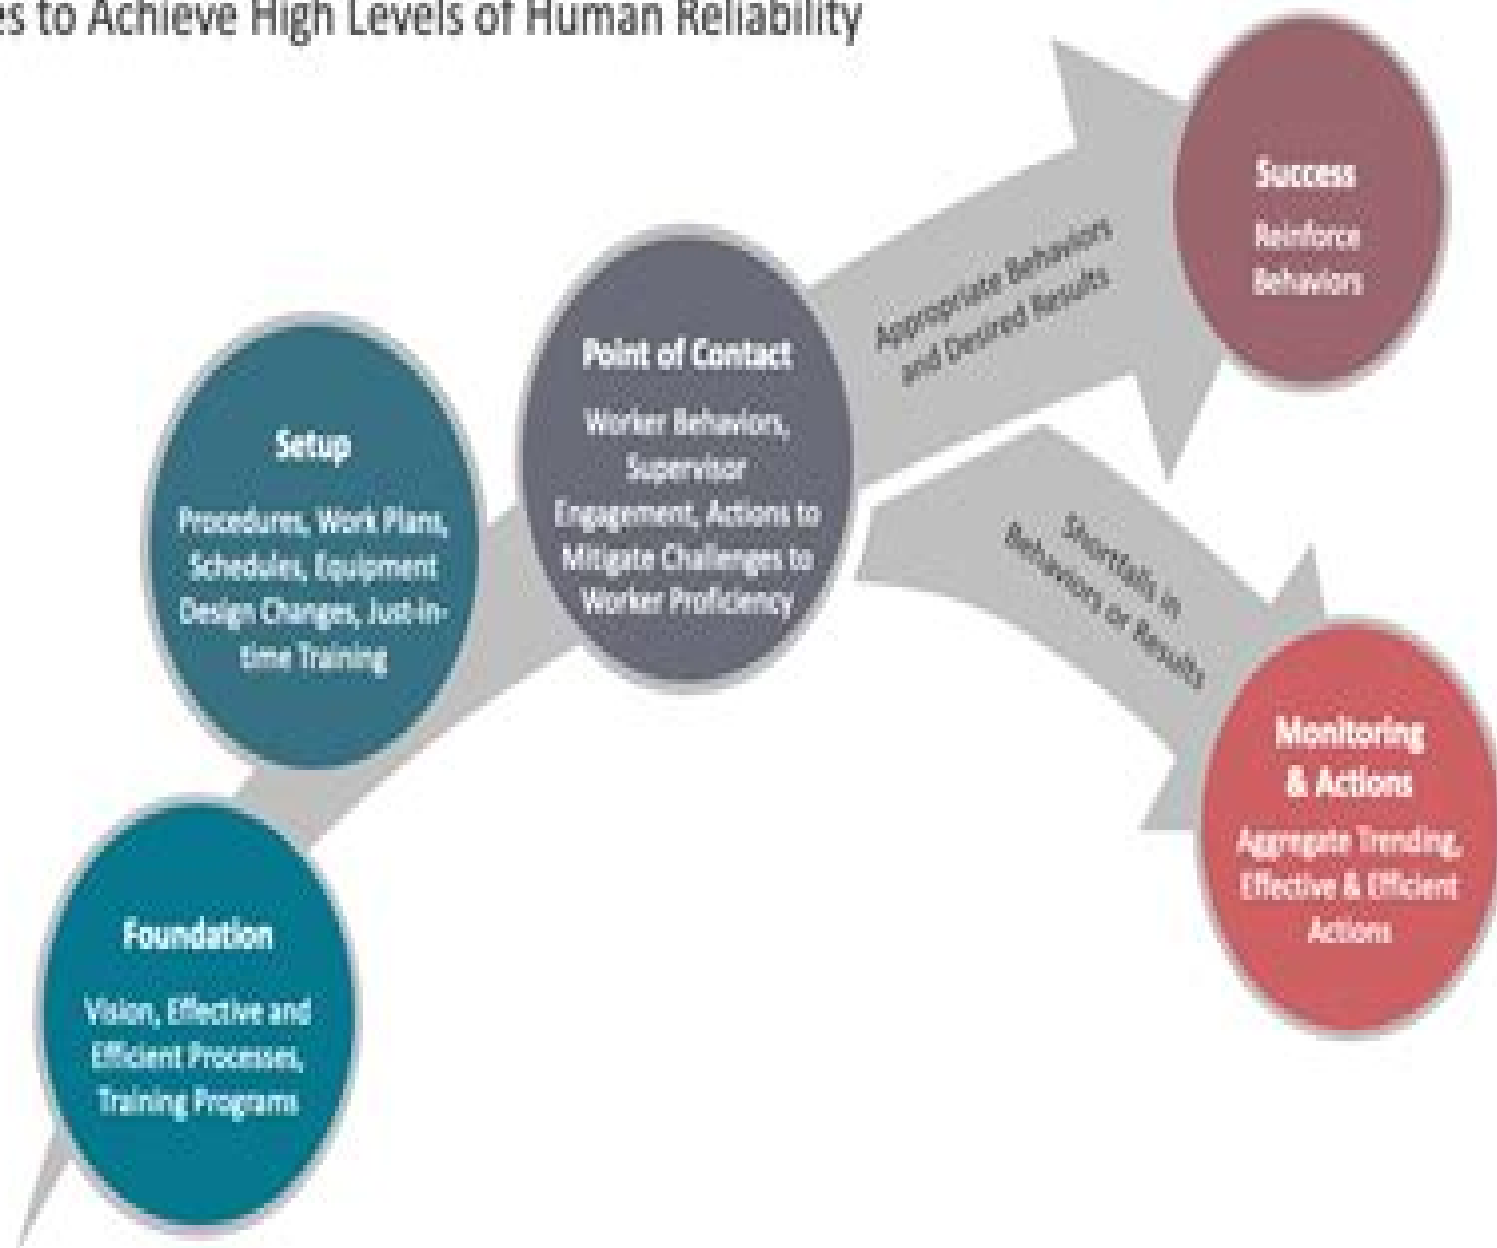 es to Achieve High Levels of Human Reliability
Success
Reinforce
Behaviors
Appropriate Behaviors
and Desired Results
Point of Contact
Worker Behaviors,
Supervisor
Engagement, Actions to
Mitigate Challenges to
Worker Proficiency
Setup
Procedures, Work Plans,
Schedules, Equipment
Design Changes, Just-in-
time Training
Shortfalls in
Behaviors or Results
Monitoring
& Actions
Aggregate Trending,
Effective & Efficient
Actions
Foundation
Vision, Effective and
Efficient Processes,
Training Programs